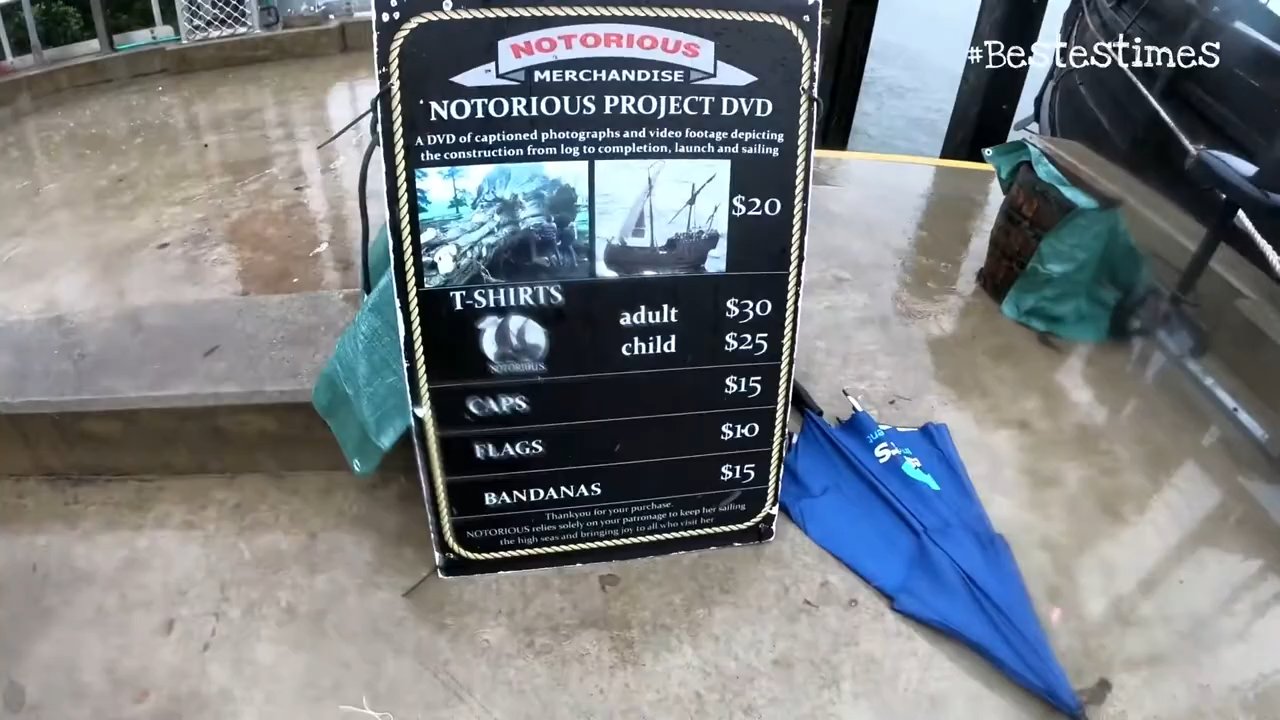 #Bestestimes
NOTORIOUS
MERCHANDISE
NOTORIOUS PROJECT DVD
A DVD of captioned photographs and video footage depicting
the construction from log to completion, launch and sailing
$20
T-SHIRTS
adult $30
child $25
NOTORIOUS
CAPS $15
FLAGS $10
BANDANAS $15
Thankyou for your purchase.
NOTORIOUS relies solely on your patronage to keep her sailing
the high seas and bringing joy to all who visit her